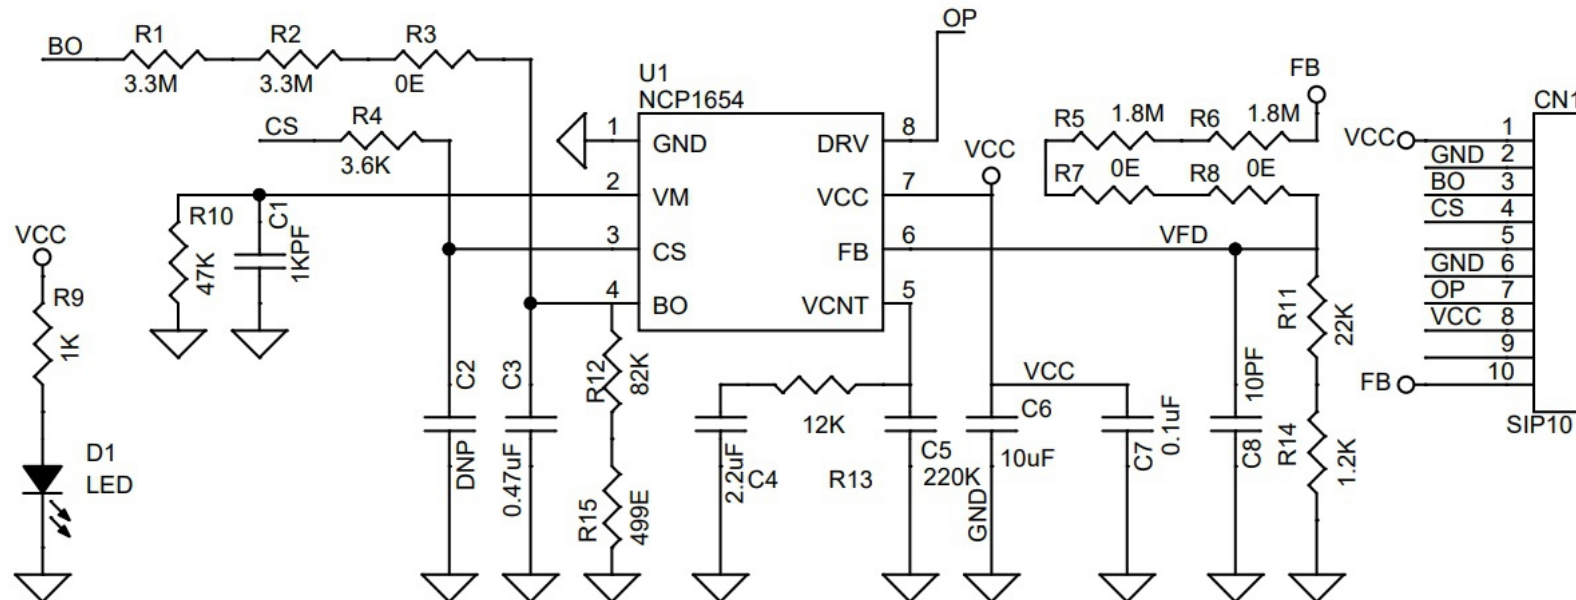 BO
R1
3.3M
R2
3.3M
R3
0E
CS
R4
3.6K
R10
47K
C1
1KPF
VCC
R9
1K
D1
LED
C2
DNP
C3
0.47uF
R12
82K
R15
499E
U1
NCP1654
1
GND
2
VM
3
CS
4
BO
DRV
8
VCC
7
FB
6
VCNT
5
OP
VCC
VFD
12K
R13
2.2uF
C4
C5
220K
VCC
C6
10uF
GND
C7
0.1uF
10PF
C8
R5
1.8M
R6
1.8M
R7
0E
R8
0E
FB
R11
22K
R14
1.2K
CN1
VCC
1
GND
2
BO
3
CS
4
5
GND
6
OP
7
VCC
8
9
FB
10
SIP10